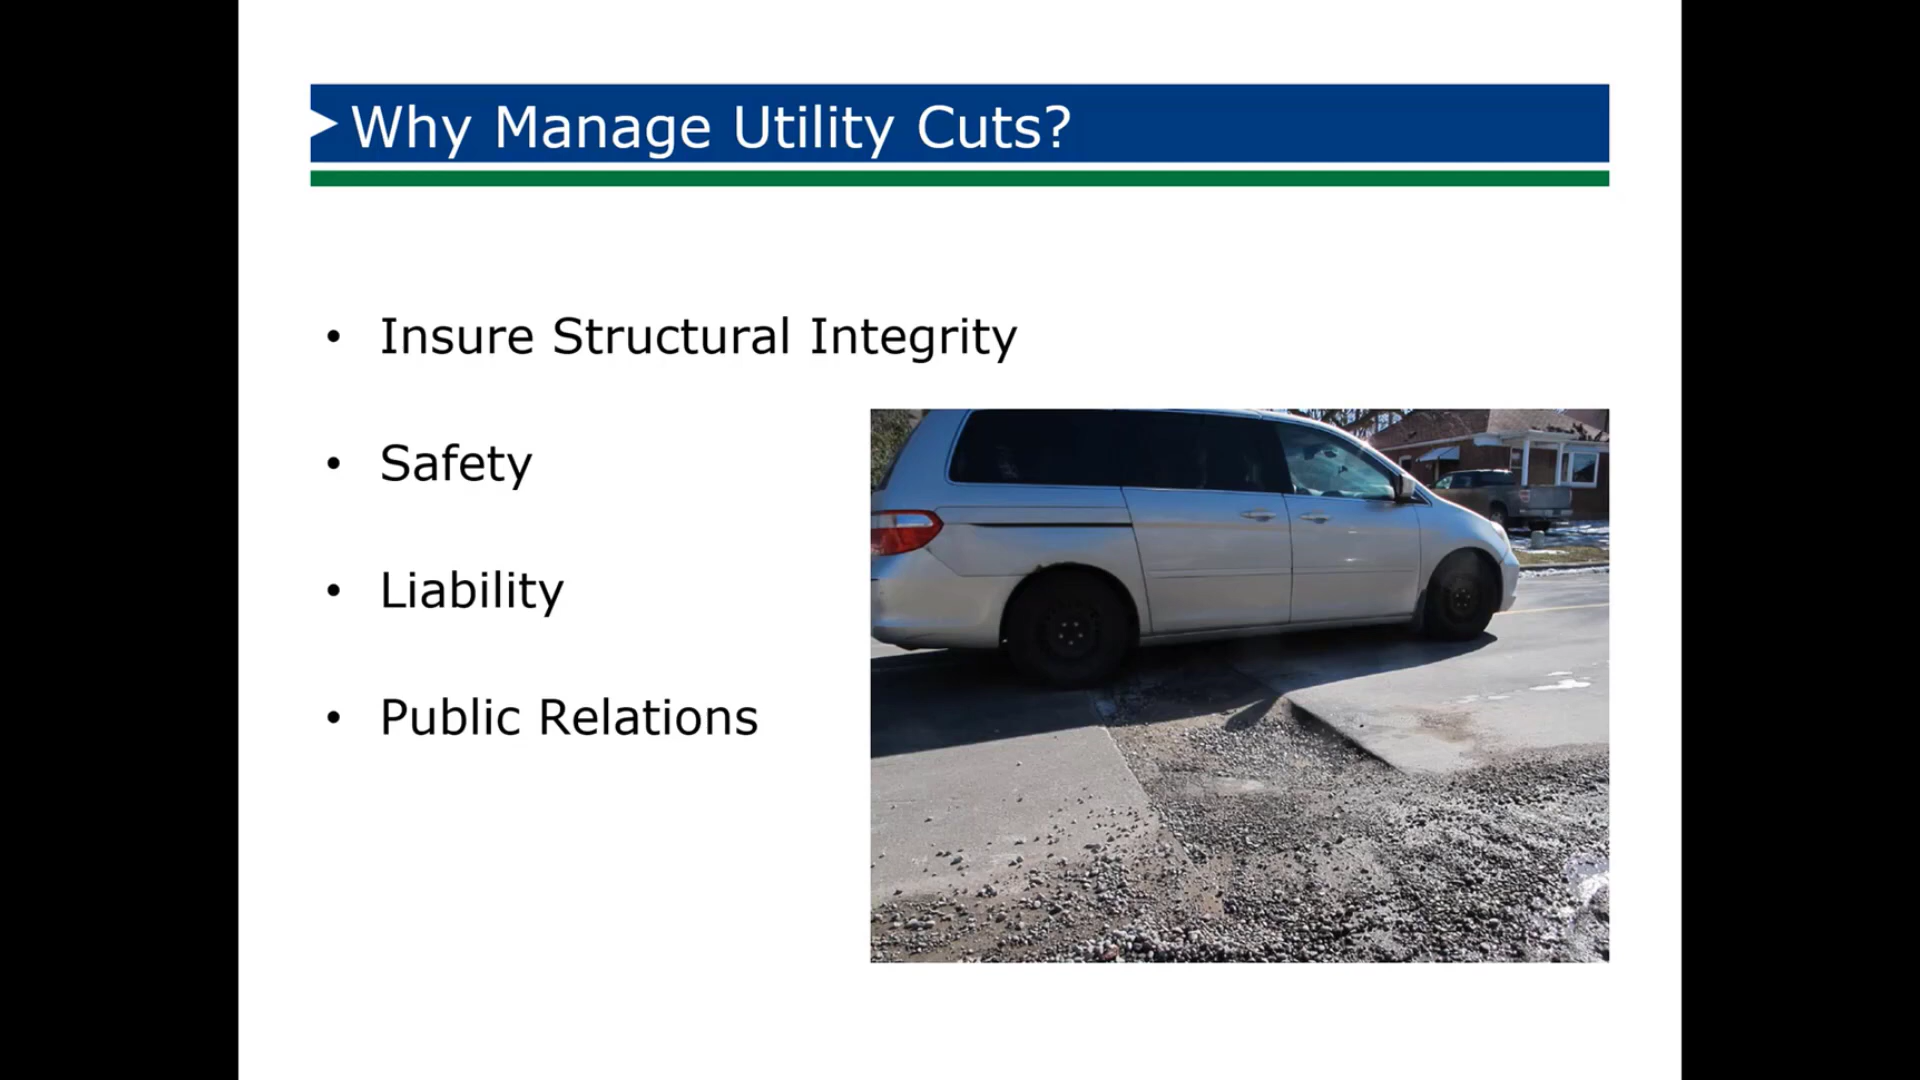 Why Manage Utility Cuts?
• Insure Structural Integrity
• Safety
• Liability
• Public Relations